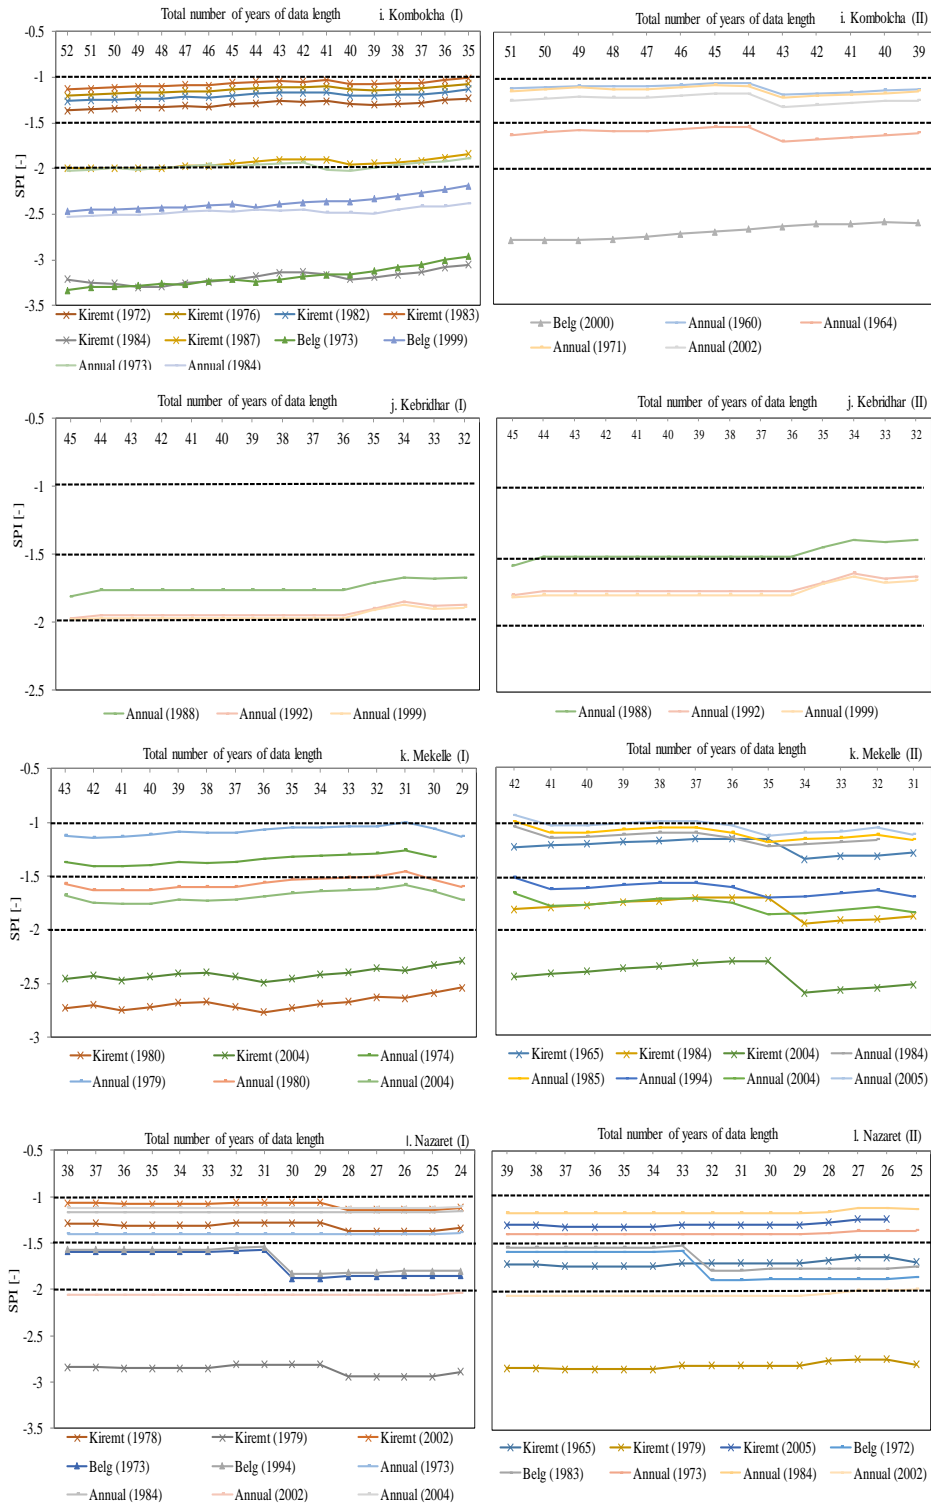 Total number of years of data length i. Kombolcha (I)
-0.5
52 51 50 49 48 47 46 45 44 43 42 41 40 39 38 37 36 35
-1
-1.5
-2
-2.5
-3
-3.5
SPI [-]
Kiremt (1972) Kiremt (1976) Kiremt (1982) Kiremt (1983)
Kiremt (1984) Kiremt (1987) Belg (1973) Belg (1999)
Annual (1973) Annual (1984)
Total number of years of data length i. Kombolcha (II)
51 50 49 48 47 46 45 44 43 42 41 40 39
Belg (2000) Annual (1960) Annual (1964)
Annual (1971) Annual (2002)
Total number of years of data length j. Kebridhar (I)
-0.5
45 44 43 42 41 40 39 38 37 36 35 34 33 32
-1
-1.5
-2
-2.5
SPI [-]
Annual (1988) Annual (1992) Annual (1999)
Total number of years of data length j. Kebridhar (II)
45 44 43 42 41 40 39 38 37 36 35 34 33 32
Annual (1988) Annual (1992) Annual (1999)
Total number of years of data length k. Mekelle (I)
-0.5
43 42 41 40 39 38 37 36 35 34 33 32 31 30 29
-1
-1.5
-2
-2.5
-3
SPI [-]
Kiremt (1980) Kiremt (2004) Annual (1974)
Annual (1979) Annual (1980) Annual (2004)
Total number of years of data length k. Mekelle (II)
42 41 40 39 38 37 36 35 34 33 32 31
Kiremt (1965) Kiremt (1984) Kiremt (2004) Annual (1984)
Annual (1985) Annual (1994) Annual (2004) Annual (2005)
Total number of years of data length l. Nazaret (I)
-0.5
38 37 36 35 34 33 32 31 30 29 28 27 26 25 24
-1
-1.5
-2
-2.5
-3
-3.5
SPI [-]
Kiremt (1978) Kiremt (1979) Kiremt (2002)
Belg (1973) Belg (1994) Annual (1973)
Annual (1984) Annual (2002) Annual (2004)
Total number of years of data length l. Nazaret (II)
39 38 37 36 35 34 33 32 31 30 29 28 27 26 25
Kiremt (1965) Kiremt (1979) Kiremt (2005) Belg (1972)
Belg (1983) Annual (1973) Annual (1984) Annual (2002)